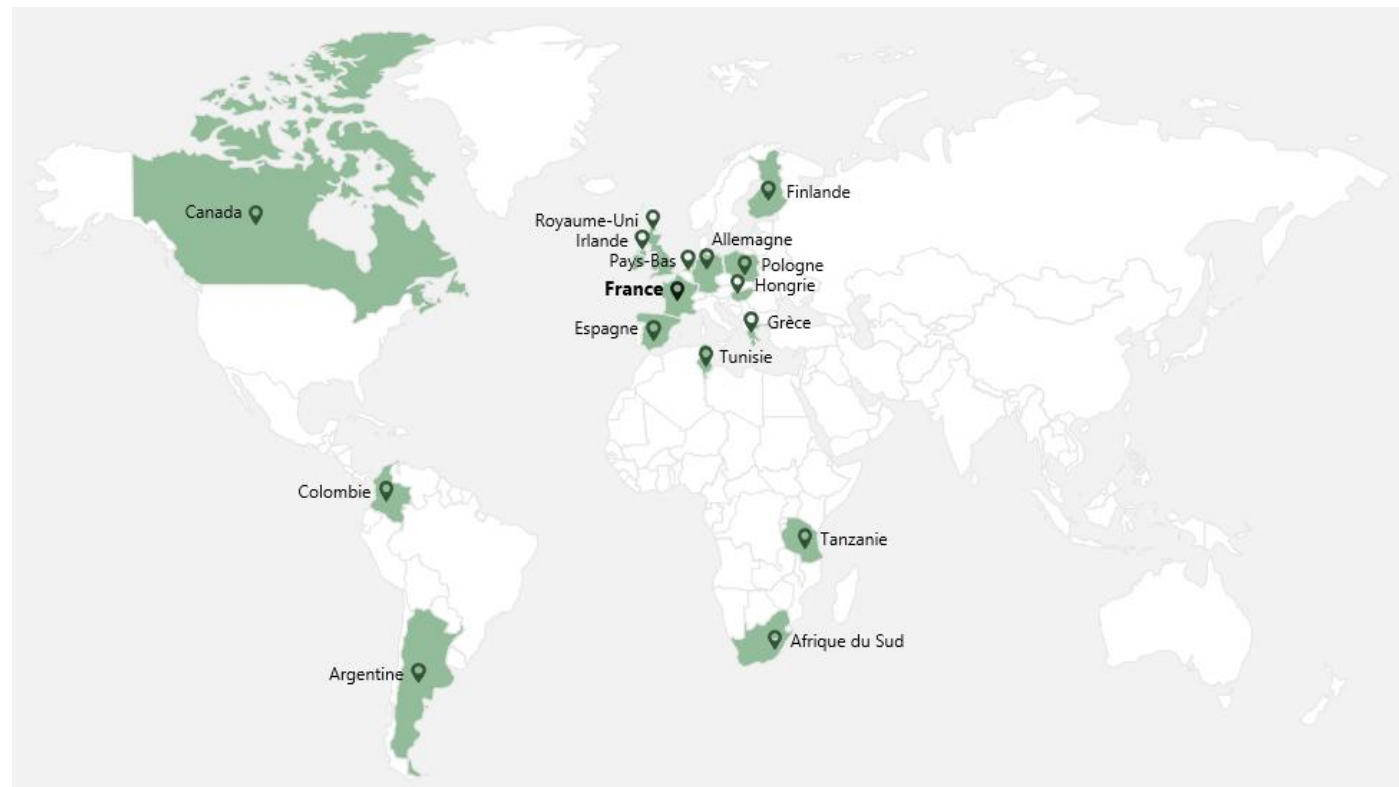 Finlande
Canada
Royaume-Uni
Irlande
Allemagne
Pays-Bas
Pologne
Hongrie
France
Espagne
Grèce
Tunisie
Colombie
Tanzanie
Afrique du Sud
Argentine